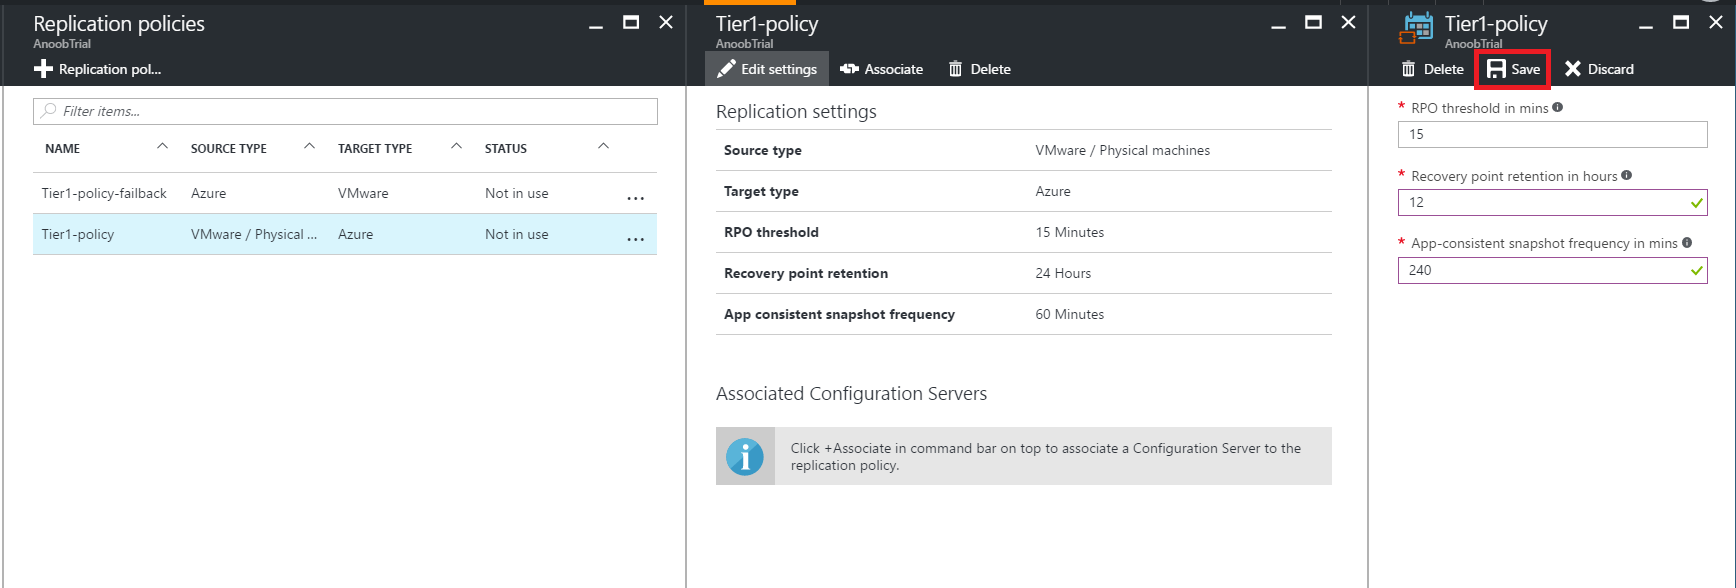 Replication policies
AnoobTrial
Replication pol...
Filter items...
NAME SOURCE TYPE TARGET TYPE STATUS
Tier1-policy-failback Azure VMware Not in use ...
Tier1-policy VMware / Physical ... Azure Not in use ...
Tier1-policy
AnoobTrial
Edit settings Associate Delete
Replication settings
Source type VMware / Physical machines
Target type Azure
RPO threshold 15 Minutes
Recovery point retention 24 Hours
App consistent snapshot frequency 60 Minutes
Associated Configuration Servers
Click +Associate in command bar on top to associate a Configuration Server to the
replication policy.
Tier1-policy
AnoobTrial
Delete Save Discard
* RPO threshold in mins
15
* Recovery point retention in hours
12
* App-consistent snapshot frequency in mins
240